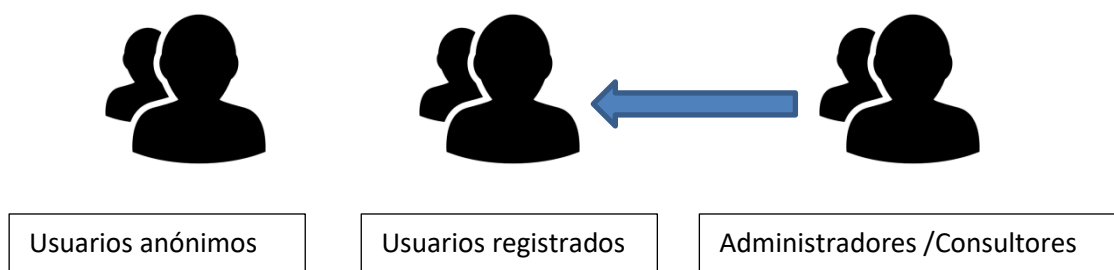 Usuarios anónimos
Usuarios registrados
Administradores /Consultores